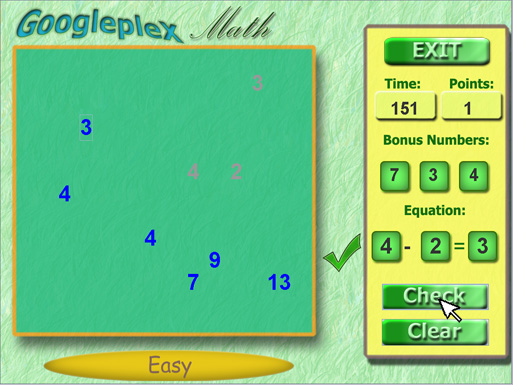 Googleplex Math
EXIT
Time: Points:
151 1
Bonus Numbers:
7 3 4
Equation:
4 - 2 = 3
Check
Clear
3
3
4 2
4
4
9
7 13
Easy